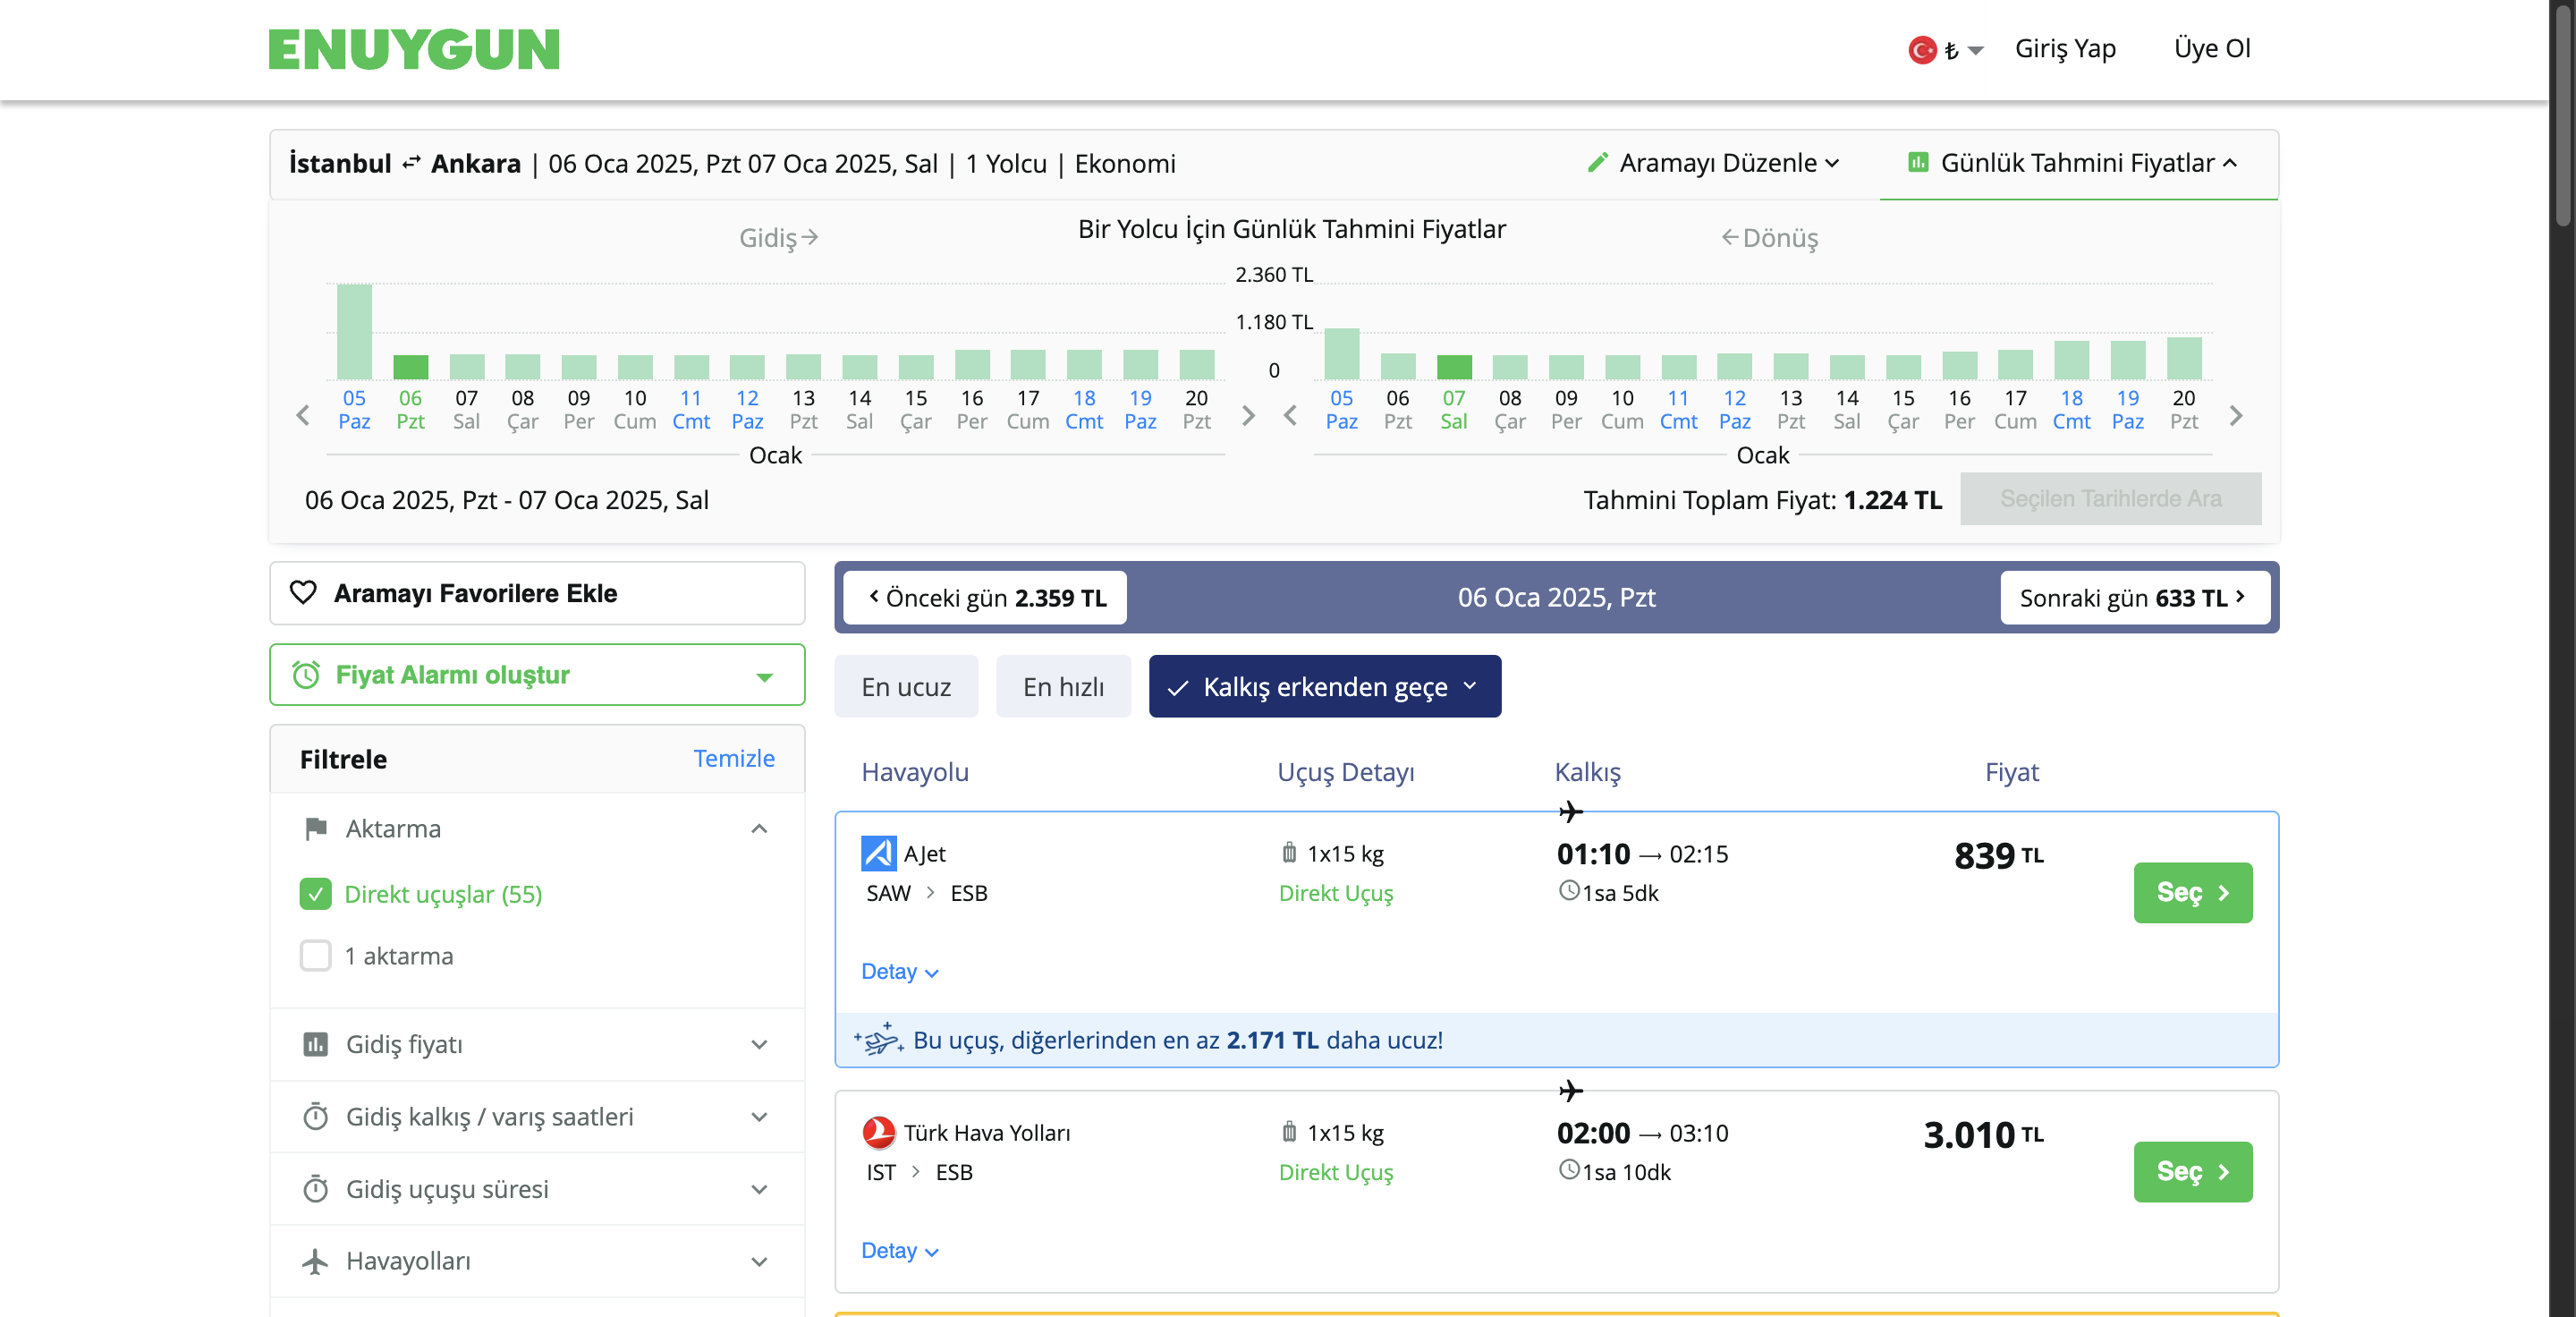 ENUYGUN
₺ Giriş Yap Üye Ol
İstanbul Ankara | 06 Oca 2025, Pzt 07 Oca 2025, Sal | 1 Yolcu | Ekonomi
Aramayı Düzenle
Günlük Tahmini Fiyatlar
Gidiş
Bir Yolcu İçin Günlük Tahmini Fiyatlar
Dönüş
2.360 TL
1.180 TL
0
05 06 07 08 09 10 11 12 13 14 15 16 17 18 19 20
Paz Pzt Sal Çar Per Cum Cmt Paz Pzt Sal Çar Per Cum Cmt Paz Pzt
Ocak
05 06 07 08 09 10 11 12 13 14 15 16 17 18 19 20
Paz Pzt Sal Çar Per Cum Cmt Paz Pzt Sal Çar Per Cum Cmt Paz Pzt
Ocak
06 Oca 2025, Pzt - 07 Oca 2025, Sal
Tahmini Toplam Fiyat: 1.224 TL
Seçilen Tarihlerde Ara
Aramayı Favorilere Ekle
Fiyat Alarmı oluştur
Filtrele
Temizle
Aktarma
Direkt uçuşlar (55)
1 aktarma
Gidiş fiyatı
Gidiş kalkış / varış saatleri
Gidiş uçuşu süresi
Havayolları
Önceki gün 2.359 TL
06 Oca 2025, Pzt
Sonraki gün 633 TL
En ucuz
En hızlı
Kalkış erkenden geçe
Havayolu Uçuş Detayı Kalkış Fiyat
AJet 1x15 kg 01:10 → 02:15 839 TL
SAW > ESB Direkt Uçuş 1sa 5dk
Seç
Detay
Bu uçuş, diğerlerinden en az 2.171 TL daha ucuz!
Türk Hava Yolları 1x15 kg 02:00 → 03:10 3.010 TL
IST > ESB Direkt Uçuş 1sa 10dk
Seç
Detay